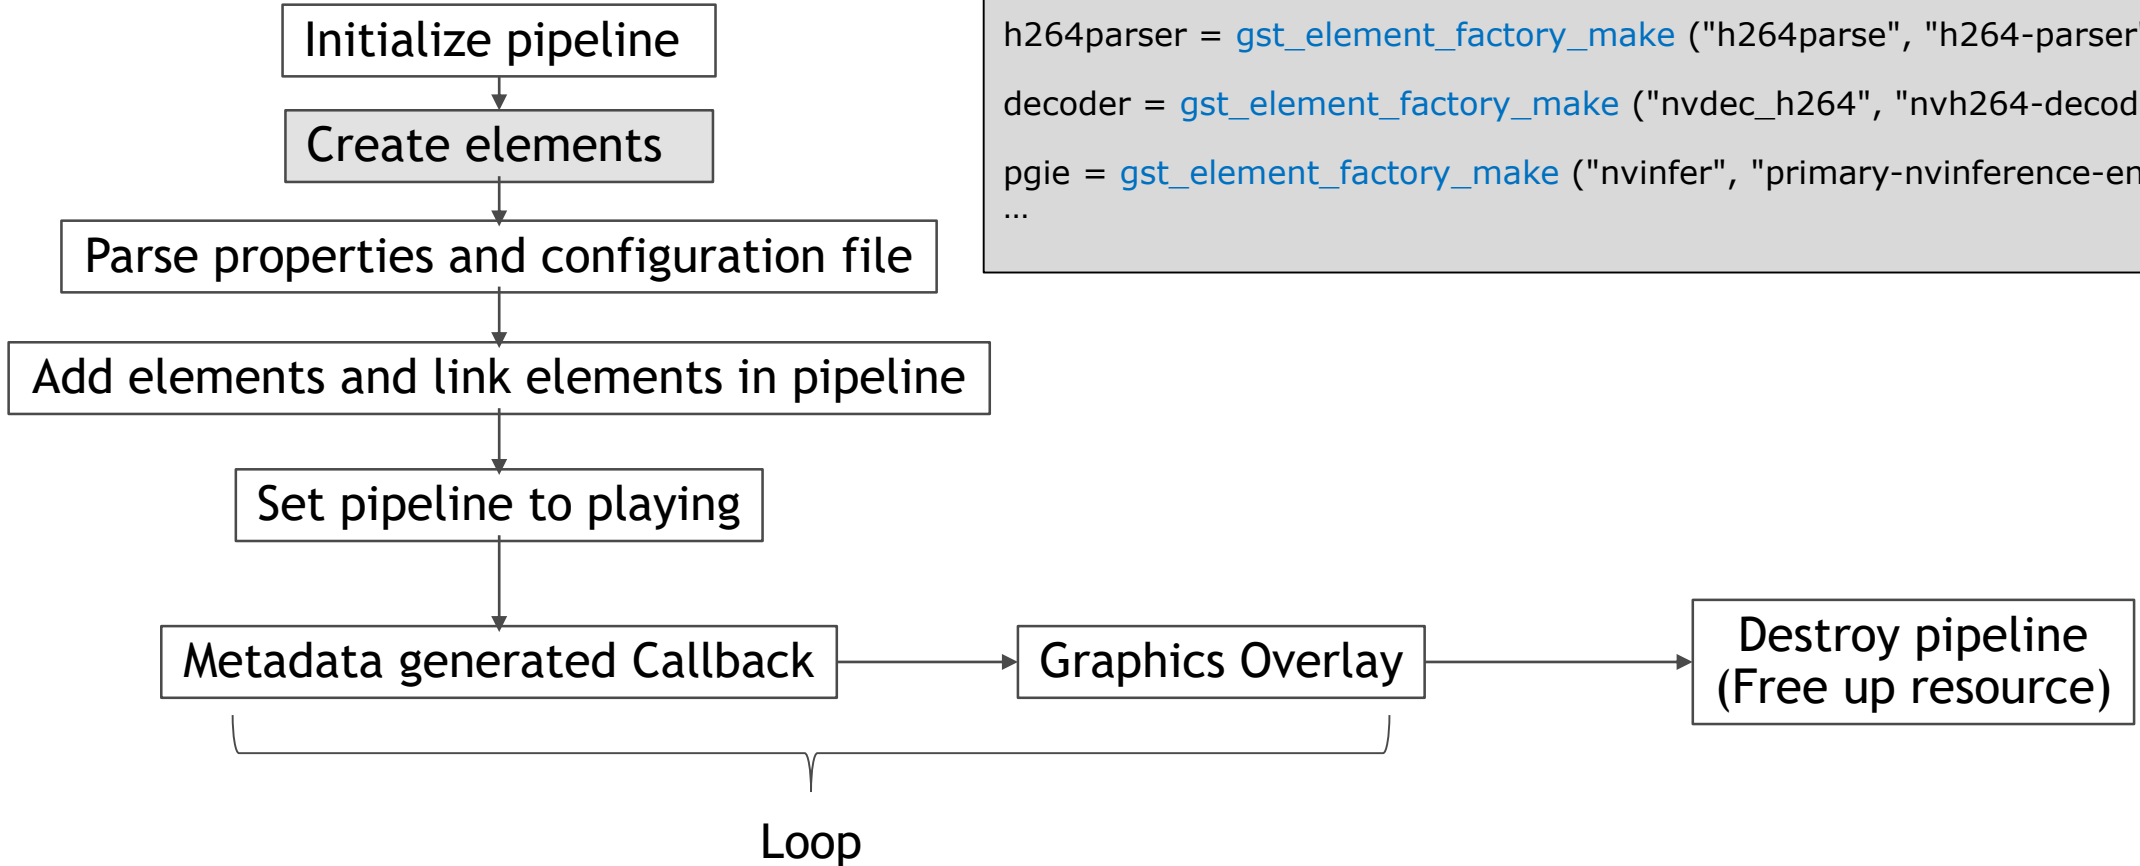 Initialize pipeline
Create elements
Parse properties and configuration file
Add elements and link elements in pipeline
Set pipeline to playing
Metadata generated Callback
Graphics Overlay
Destroy pipeline
(Free up resource)
Loop
h264parser = gst_element_factory_make ("h264parse", "h264-parser"
decoder = gst_element_factory_make ("nvdec_h264", "nvh264-decod
pgie = gst_element_factory_make ("nvinfer", "primary-nvinference-en
…